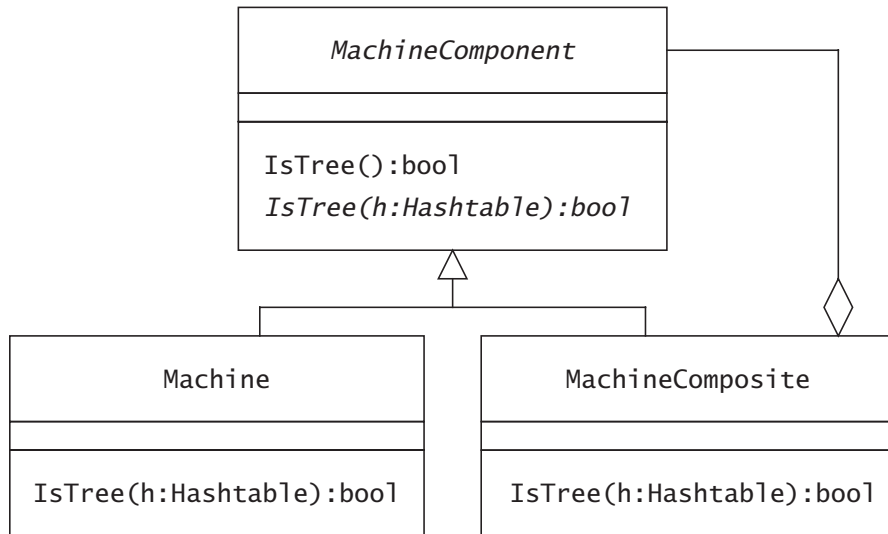 MachineComponent
IsTree():bool
IsTree(h:Hashtable):bool
Machine
IsTree(h:Hashtable):bool
MachineComposite
IsTree(h:Hashtable):bool